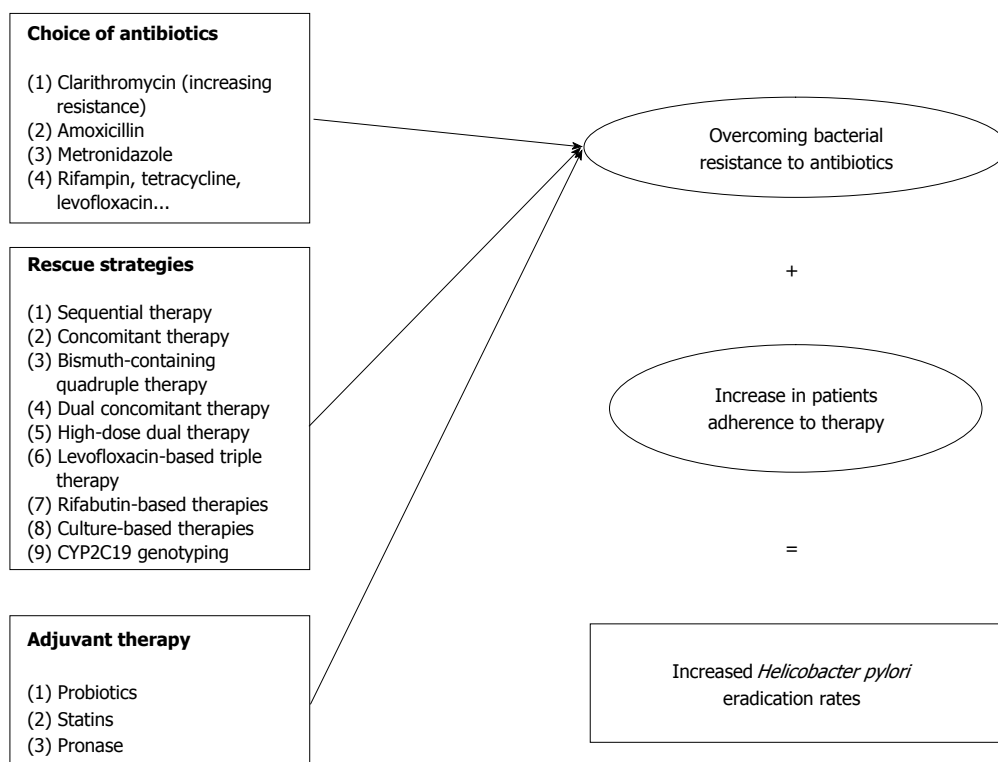 Choice of antibiotics
(1) Clarithromycin (increasing
resistance)
(2) Amoxicillin
(3) Metronidazole
(4) Rifampin, tetracycline,
levofloxacin...
Rescue strategies
(1) Sequential therapy
(2) Concomitant therapy
(3) Bismuth-containing
quadruple therapy
(4) Dual concomitant therapy
(5) High-dose dual therapy
(6) Levofloxacin-based triple
therapy
(7) Rifabutin-based therapies
(8) Culture-based therapies
(9) CYP2C19 genotyping
Adjuvant therapy
(1) Probiotics
(2) Statins
(3) Pronase
Overcoming bacterial
resistance to antibiotics
+
Increase in patients
adherence to therapy
=
Increased Helicobacter pylori
eradication rates